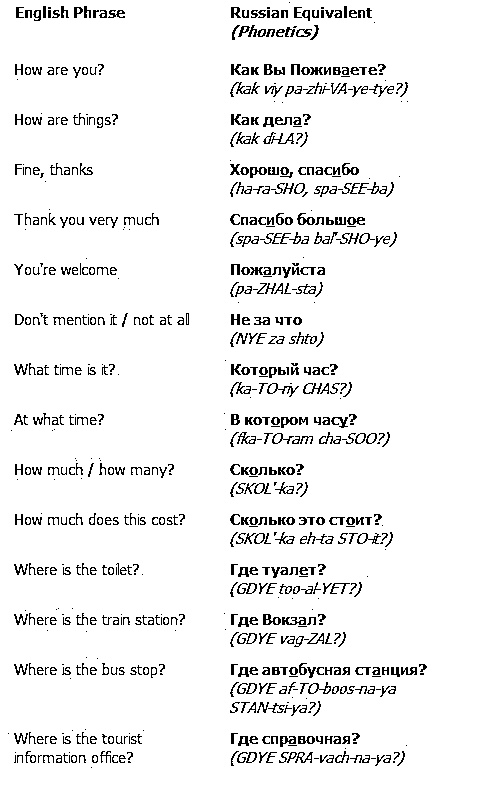 English Phrase Russian Equivalent
(Phonetics)
How are you? Как Вы Поживаете?
(kak viy pa-zhi-VA-ye-tye?)
How are things? Как дела?
(kak di-LA?)
Fine, thanks Хорошо, спасибо
(ha-ra-SHO, spa-SEE-ba)
Thank you very much Спасибо большое
(spa-SEE-ba bal'-SHO-ye)
You're welcome Пожалуйста
(pa-ZHAL-sta)
Don't mention it / not at all Не за что
(NYE za shto)
What time is it? Который час?
(ka-TO-riy CHAS?)
At what time? В котором часу?
(fka-TO-ram cha-SOO?)
How much / how many? Сколько?
(SKOL'-ka?)
How much does this cost? Сколько это стоит?
(SKOL'-ka eh-ta STO-it?)
Where is the toilet? Где туалет?
(GDYE too-al-YET?)
Where is the train station? Где Вокзал?
(GDYE vag-ZAL?)
Where is the bus stop? Где автобусная станция?
(GDYE af-TO-boos-na-ya
STAN-tsi-ya?)
Where is the tourist Где справочная?
information office? (GDYE SPRA-vach-na-ya?)